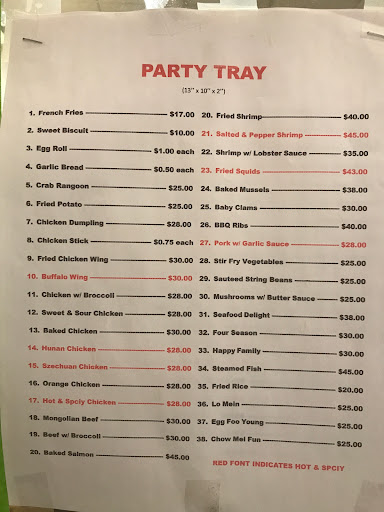 PARTY TRAY
(13" x 10" x 2")
1. French Fries $17.00
2. Sweet Biscuit $10.00
3. Egg Roll $1.00 each
4. Garlic Bread $0.50 each
5. Crab Rangoon $25.00
6. Fried Potato $25.00
7. Chicken Dumpling $28.00
8. Chicken Stick $0.75 each
9. Fried Chicken Wing $30.00
10. Buffalo Wing $30.00
11. Chicken w/ Broccoli $28.00
12. Sweet & Sour Chicken $28.00
13. Baked Chicken $30.00
14. Hunan Chicken $28.00
15. Szechuan Chicken $28.00
16. Orange Chicken $28.00
17. Hot & Spciy Chicken $28.00
18. Mongolian Beef $30.00
19. Beef w/ Broccoli $30.00
20. Baked Salmon $45.00
20. Fried Shrimp $40.00
21. Salted & Pepper Shrimp $45.00
22. Shrimp w/ Lobster Sauce $35.00
23. Fried Squids $43.00
24. Baked Mussels $38.00
25. Baby Clams $30.00
26. BBQ Ribs $40.00
27. Pork w/ Garlic Sauce $28.00
28. Stir Fry Vegetables $25.00
29. Sauteed String Beans $25.00
30. Mushrooms w/ Butter Sauce $25.00
31. Seafood Delight $38.00
32. Four Season $30.00
33. Happy Family $30.00
34. Steamed Fish $45.00
35. Fried Rice $20.00
36. Lo Mein $25.00
37. Egg Foo Young $25.00
38. Chow Mei Fun $25.00
RED FONT INDICATES HOT & SPCIY